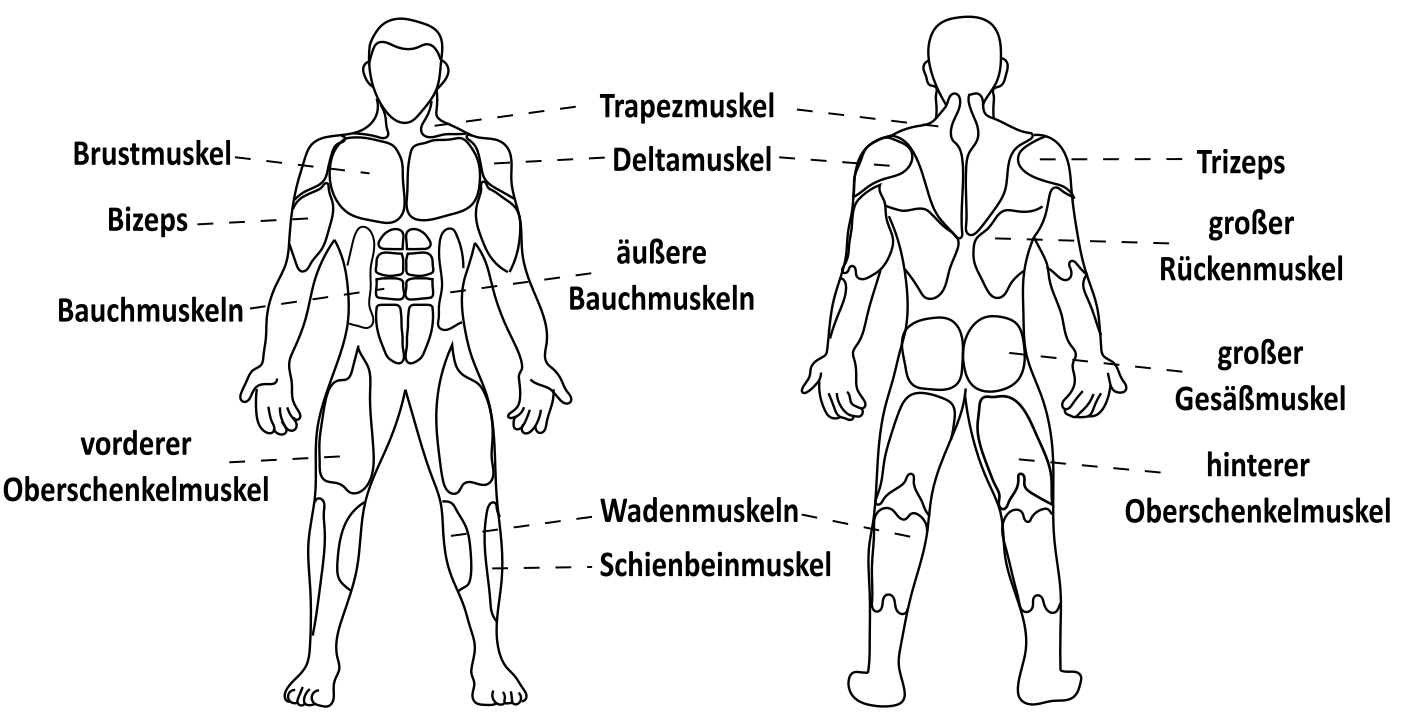 Trapezmuskel
Brustmuskel
Deltamuskel
Trizeps
Bizeps
großer
Rückenmuskel
äußere
Bauchmuskeln
Bauchmuskeln
großer
Gesäßmuskel
vorderer
Oberschenkelmuskel
hinterer
Oberschenkelmuskel
Wadenmuskeln
Schienbeinmuskel